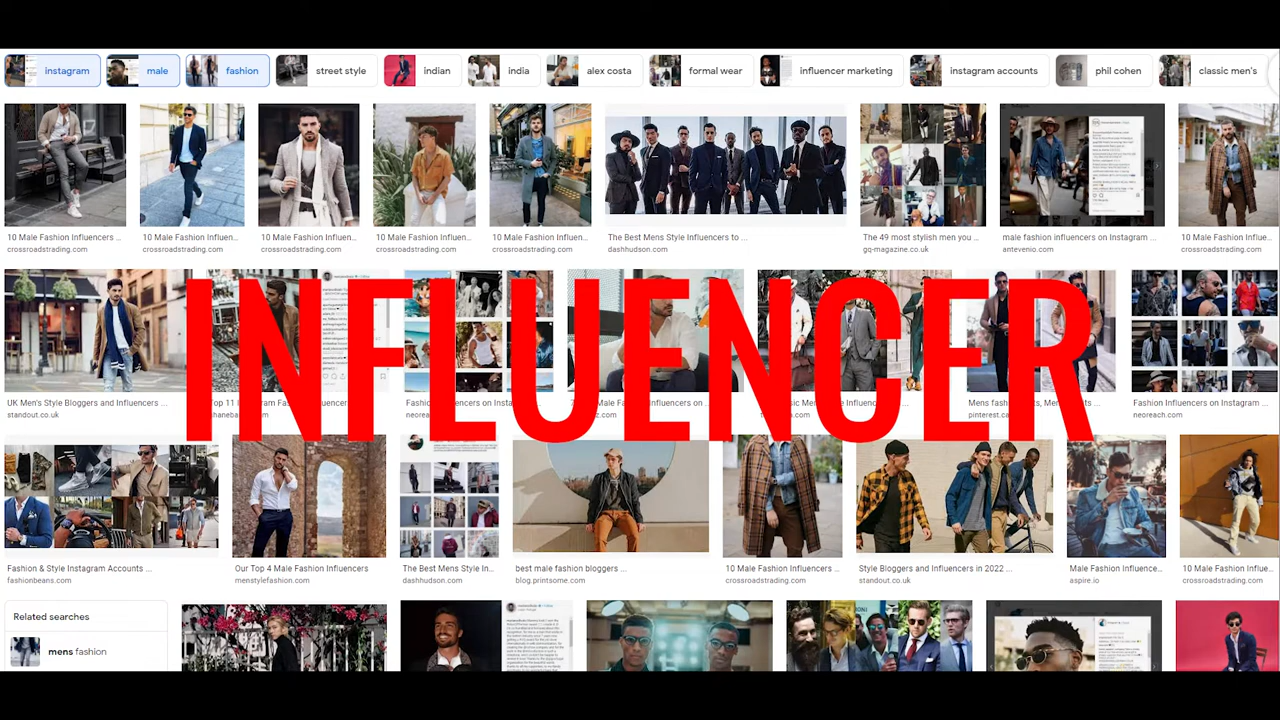 instagram
male
fashion
street style
indian
india
alex costa
formal wear
influencer marketing
instagram accounts
phil cohen
classic men's
10 Male Fashion Influencers ...
crossroadstrading.com
10 Male Fashion Influen...
crossroadstrading.com
10 Male Fashion Influen...
crossroadstrading.com
10 Male Fashion Influen...
crossroadstrading.com
10 Male Fashion Influen...
crossroadstrading.com
The Best Mens Style Influencers to ...
dashhudson.com
The 49 most stylish men you ...
gq-magazine.co.uk
male fashion influencers on Instagram ...
antevenio.com
10 Male Fashion Influe...
crossroadstrading.com
INFLUENCER
UK Men's Style Bloggers and Influencers ...
standout.co.uk
Top 11
Influencers on
Mens
pinterest.ca
Fashion Influencers on Instagram ...
neoreach.com
Fashion & Style Instagram Accounts ...
fashionbeans.com
Our Top 4 Male Fashion Influencers
menstylefashion.com
The Best Mens Style In...
dashhudson.com
best male fashion bloggers ...
blog.printsome.com
10 Male Fashion Influencers ...
crossroadstrading.com
Style Bloggers and Influencers in 2022 ...
standout.co.uk
Male Fashion Influence...
aspire.io
10 Male Fashion Influe...
crossroadstrading.com
Related searches
mens fashion